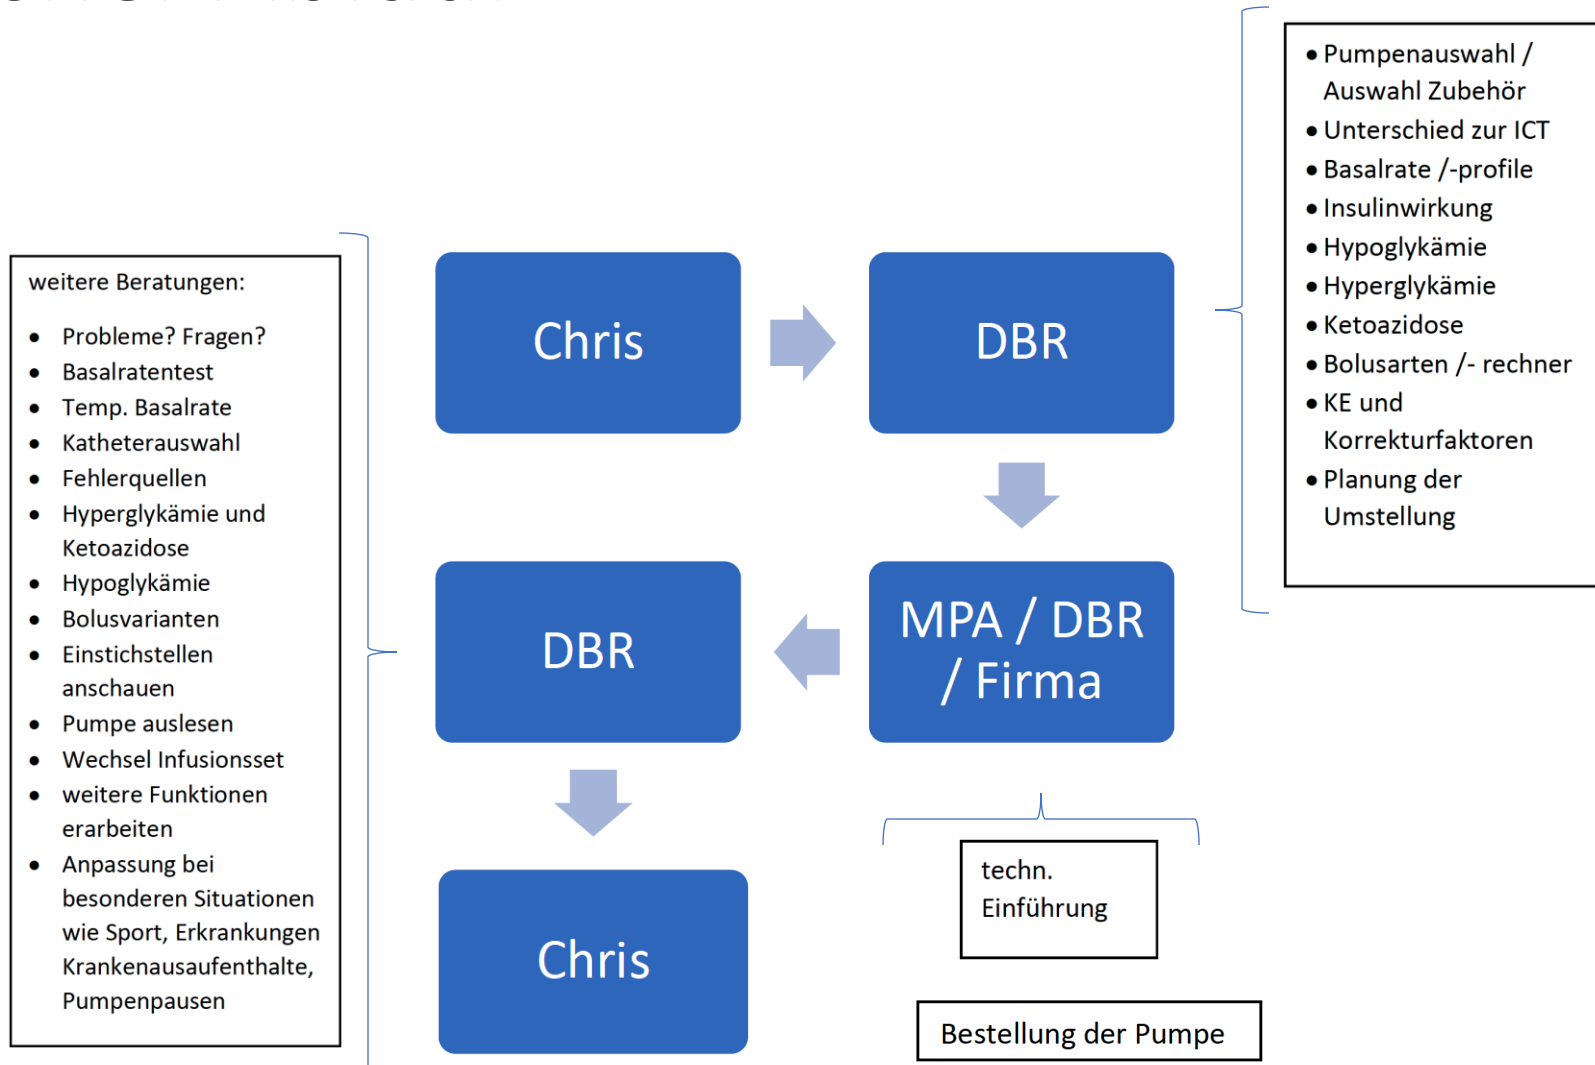 • Pumpenauswahl /
Auswahl Zubehör
• Unterschied zur ICT
• Basalrate /-profile
• Insulinwirkung
• Hypoglykämie
• Hyperglykämie
• Ketoazidose
• Bolusarten /- rechner
• KE und
Korrekturfaktoren
• Planung der
Umstellung
Chris
DBR
MPA / DBR
/ Firma
DBR
Chris
techn.
Einführung
Bestellung der Pumpe
weitere Beratungen:
• Probleme? Fragen?
• Basalratentest
• Temp. Basalrate
• Katheterauswahl
• Fehlerquellen
• Hyperglykämie und
Ketoazidose
• Hypoglykämie
• Bolusvarianten
• Einstichstellen
anschauen
• Pumpe auslesen
• Wechsel Infusionsset
• weitere Funktionen
erarbeiten
• Anpassung bei
besonderen Situationen
wie Sport, Erkrankungen
Krankenausaufenthalte,
Pumpenpausen